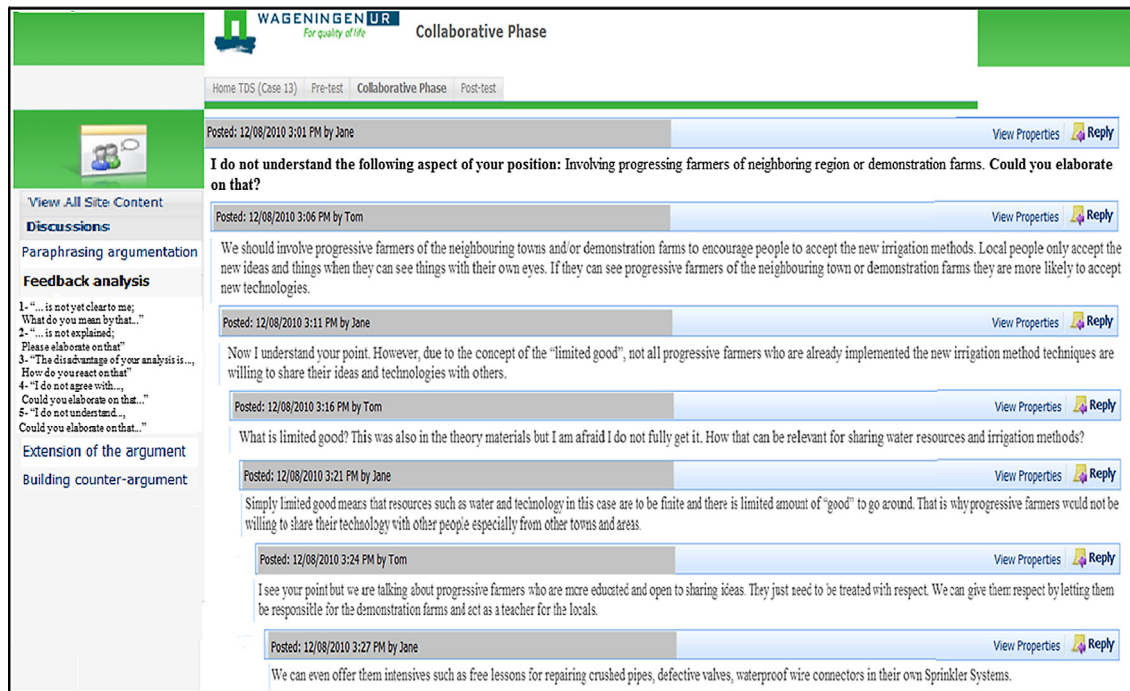 WAGENINGEN UR
For quality of life
Collaborative Phase
Home TDS (Case 13) Pre-test Collaborative Phase Post-test
View All Site Content
Discussions
Paraphrasing argumentation
Feedback analysis
1- “... is not yet clear to me;
What do you mean by that...”
2- “... is not explained;
Please elaborate on that”
3- “The disadvantage of your analysis is...,
How do you react on that”
4- “I do not agree with...,
Could you elaborate on that...”
5- “I do not understand...,
Could you elaborate on that...”
Extension of the argument
Building counter-argument
Posted: 12/08/2010 3:01 PM by Jane View Properties Reply
I do not understand the following aspect of your position: Involving progressing farmers of neighboring region or demonstration farms. Could you elaborate
on that?
Posted: 12/08/2010 3:06 PM by Tom View Properties Reply
We should involve progressive farmers of the neighbouring towns and/or demonstration farms to encourage people to accept the new irrigation methods. Local people only accept the
new ideas and things when they can see things with their own eyes. If they can see progressive farmers of the neighbouring town or demonstration farms they are more likely to accept
new technologies.
Posted: 12/08/2010 3:11 PM by Jane View Properties Reply
Now I understand your point. However, due to the concept of the “limited good”, not all progressive farmers who are already implemented the new irrigation method techniques are
willing to share their ideas and technologies with others.
Posted: 12/08/2010 3:16 PM by Tom View Properties Reply
What is limited good? This was also in the theory materials but I am afraid I do not fully get it. How that can be relevant for sharing water resources and irrigation methods?
Posted: 12/08/2010 3:21 PM by Jane View Properties Reply
Simply limited good means that resources such as water and technology in this case are to be finite and there is limited amount of “good” to go around. That is why progressive farmers would not be
willing to share their technology with other people especially from other towns and areas.
Posted: 12/08/2010 3:24 PM by Tom View Properties Reply
I see your point but we are talking about progressive farmers who are more educated and open to sharing ideas. They just need to be treated with respect. We can give them respect by letting them
be responsible for the demonstration farms and act as a teacher for the locals.
Posted: 12/08/2010 3:27 PM by Jane View Properties Reply
We can even offer them intensives such as free lessons for repairing crushed pipes, defective valves, waterproof wire connectors in their own Sprinkler Systems.